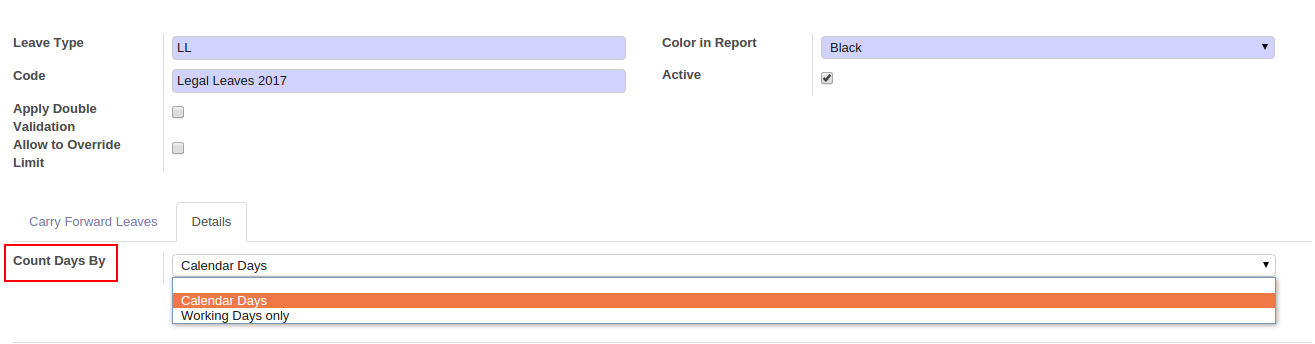 Leave Type
LL
Color in Report
Black
Code
Legal Leaves 2017
Active
Apply Double
Validation
Allow to Override
Limit
Carry Forward Leaves
Details
Count Days By
Calendar Days
Calendar Days
Working Days only